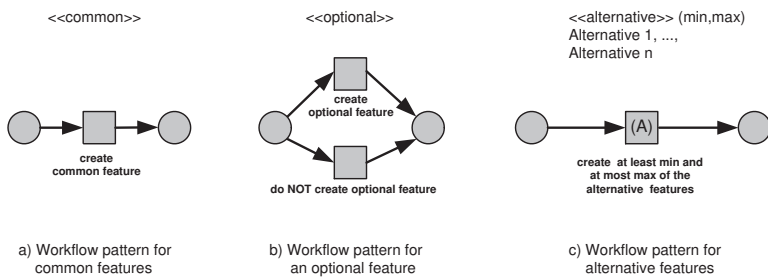 <<common>>
<<optional>>
<<alternative>> (min,max)
Alternative 1, ...,
Alternative n
create
common feature
create
optional feature
do NOT create optional feature
(A)
create at least min and
at most max of the
alternative features
a) Workflow pattern for
common features
b) Workflow pattern for
an optional feature
c) Workflow pattern for
alternative features